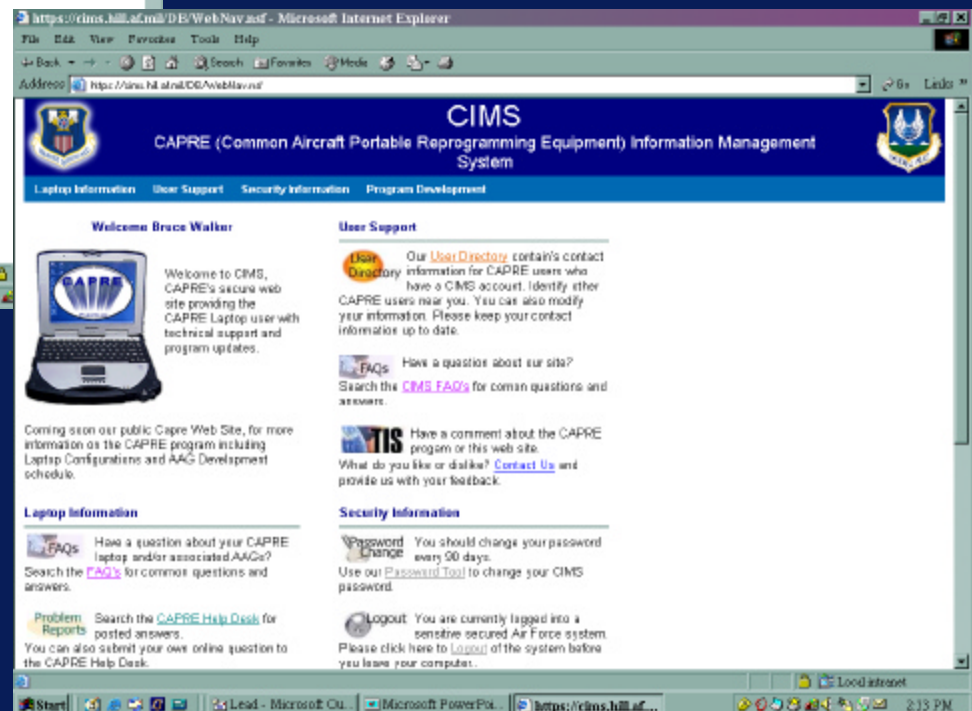 https://cims.hill.af.mil/DB/WebNav.nsf - Microsoft Internet Explorer
File Edit View Favorites Tools Help
Back Search Favorites Media
Address https://cims.hill.af.mil/DB/WebNav.nsf Go Links »
CIMS
CAPRE (Common Aircraft Portable Reprogramming Equipment) Information Management
System
Laptop Information User Support Security Information Program Development
Welcome Bruce Walker
CAPRE
Welcome to CIMS,
CAPRE's secure web
site providing the
CAPRE Laptop user with
technical support and
program updates.
Coming soon our public Capre Web Site, for more
information on the CAPRE program including
Laptop Configurations and AAG Development
schedule.
User Support
User
Directory
Our User Directory contain's contact
information for CAPRE users who
have a CIMS account. Identify other
CAPRE users near you. You can also modify
your information. Please keep your contact
information up to date.
FAQs Have a question about our site?
Search the CIMS FAQ's for comon questions and
answers.
TIS Have a comment about the CAPRE
progem or this web site.
What do you like or dislike? Contact Us and
provide us with your feedback.
Laptop Information
FAQs Have a question about your CAPRE
laptop and/or associated AAGs?
Search the FAQ's for common questions and
answers.
Problem Reports
Search the CAPRE Help Desk for
posted answers.
You can also submit your own online question to
the CAPRE Help Desk.
Security Information
Password Change
You should change your password
every 90 days.
Use our Password Tool to change your CIMS
password.
Logout You are currently logged into a
sensitive secured Air Force system.
Please click here to Logout of the system before
you leave your computer..
Local intranet
Start Lead - Microsoft Ou... Microsoft PowerPoi... https://cims.hill.af.... 2:13 PM